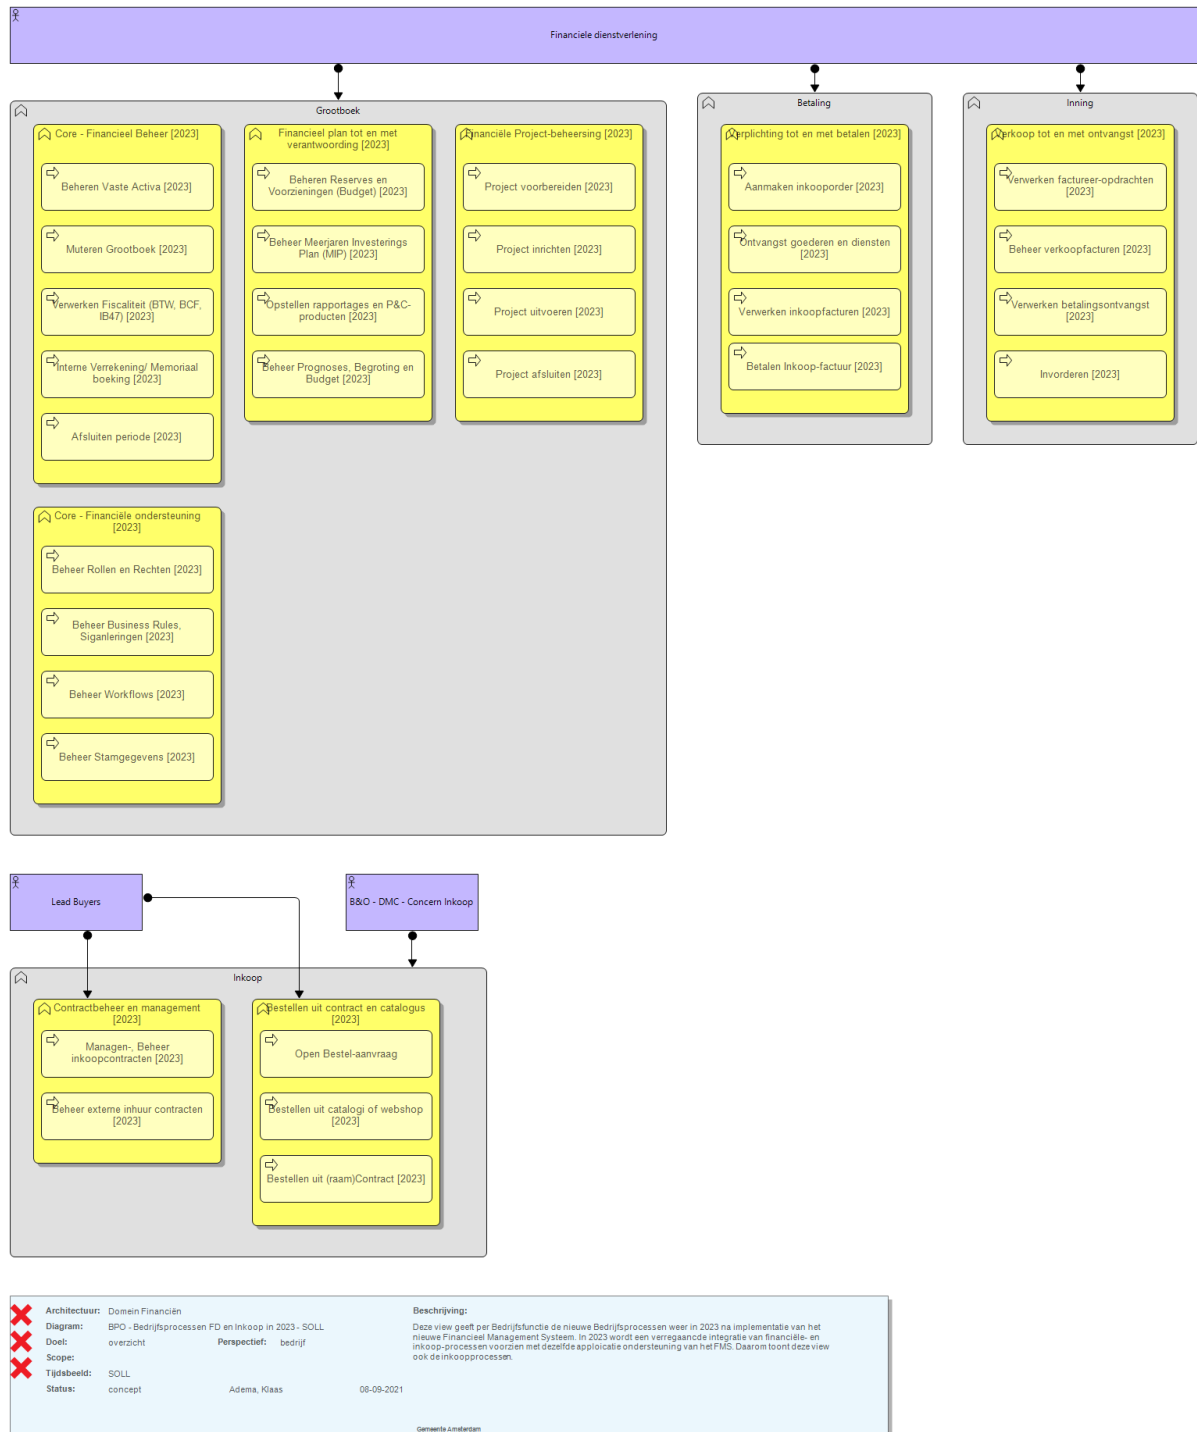 Financiele dienstverlening
Grootboek
Core - Financieel Beheer [2023]
Beheren Vaste Activa [2023]
Muteren Grootboek [2023]
Verwerken Fiscaliteit (BTW, BCF,
IB47) [2023]
Interne Verrekening/ Memoriaal
boeking [2023]
Afsluiten periode [2023]
Financieel plan tot en met
verantwoording [2023]
Beheren Reserves en
Voorzieningen (Budget) [2023]
Beheer Meerjaren Investerings
Plan (MIP) [2023]
Opstellen rapportages en P&C-
producten [2023]
Beheer Prognoses, Begroting en
Budget [2023]
Financiële Project-beheersing [2023]
Project voorbereiden [2023]
Project inrichten [2023]
Project uitvoeren [2023]
Project afsluiten [2023]
Core - Financiële ondersteuning
[2023]
Beheer Rollen en Rechten [2023]
Beheer Business Rules,
Siganleringen [2023]
Beheer Workflows [2023]
Beheer Stamgegevens [2023]
Betaling
Verplichting tot en met betalen [2023]
Aanmaken inkooporder [2023]
Ontvangst goederen en diensten
[2023]
Verwerken inkoopfacturen [2023]
Betalen Inkoop-factuur [2023]
Inning
Verkoop tot en met ontvangst [2023]
Verwerken factureer-opdrachten
[2023]
Beheer verkoopfacturen [2023]
Verwerken betalingsontvangst
[2023]
Invorderen [2023]
Lead Buyers
B&O - DMC - Concern Inkoop
Inkoop
Contractbeheer en management
[2023]
Managen-, Beheer
inkoopcontracten [2023]
Beheer externe inhuur contracten
[2023]
Bestellen uit contract en catalogus
[2023]
Open Bestel-aanvraag
Bestellen uit catalogi of webshop
[2023]
Bestellen uit (raam)Contract [2023]
Architectuur: Domein Financiën
Diagram: BPO - Bedrijfsprocessen FD en Inkoop in 2023 - SOLL
Doel: overzicht Perspectief: bedrijf
Scope:
Tijdsbeeld: SOLL
Status: concept Adema, Klaas 08-09-2021
Beschrijving:
Deze view geeft per Bedrijfsfunctie de nieuwe Bedrijfsprocessen weer in 2023 na implementatie van het
nieuwe Financieel Management Systeem. In 2023 wordt een verregaancde integratie van financiële- en
inkoop-processen voorzien met dezelfde apploicatie ondersteuning van het FMS. Daarom toont deze view
ook de inkoopprocessen.
Gemeente Amsterdam